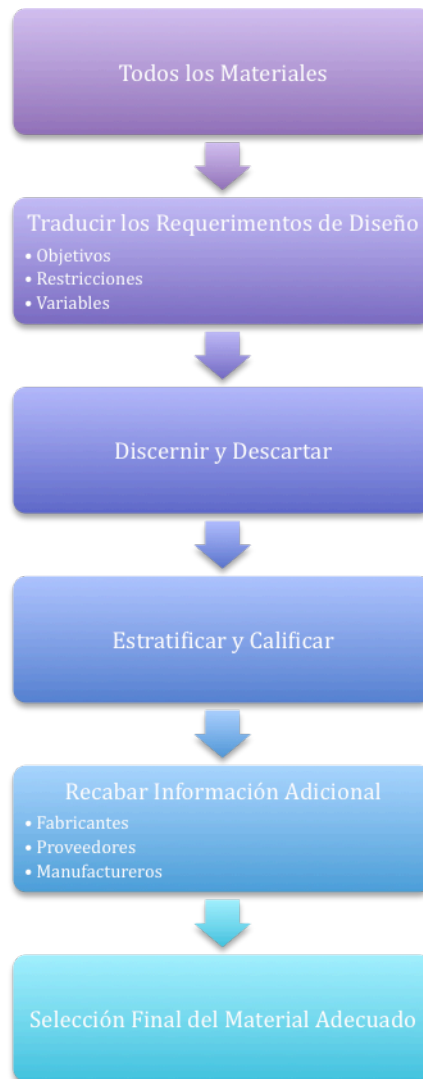 Todos los Materiales
Traducir los Requerimentos de Diseño
• Objetivos
• Restricciones
• Variables
Discernir y Descartar
Estratificar y Calificar
Recabar Información Adicional
• Fabricantes
• Proveedores
• Manufactureros
Selección Final del Material Adecuado